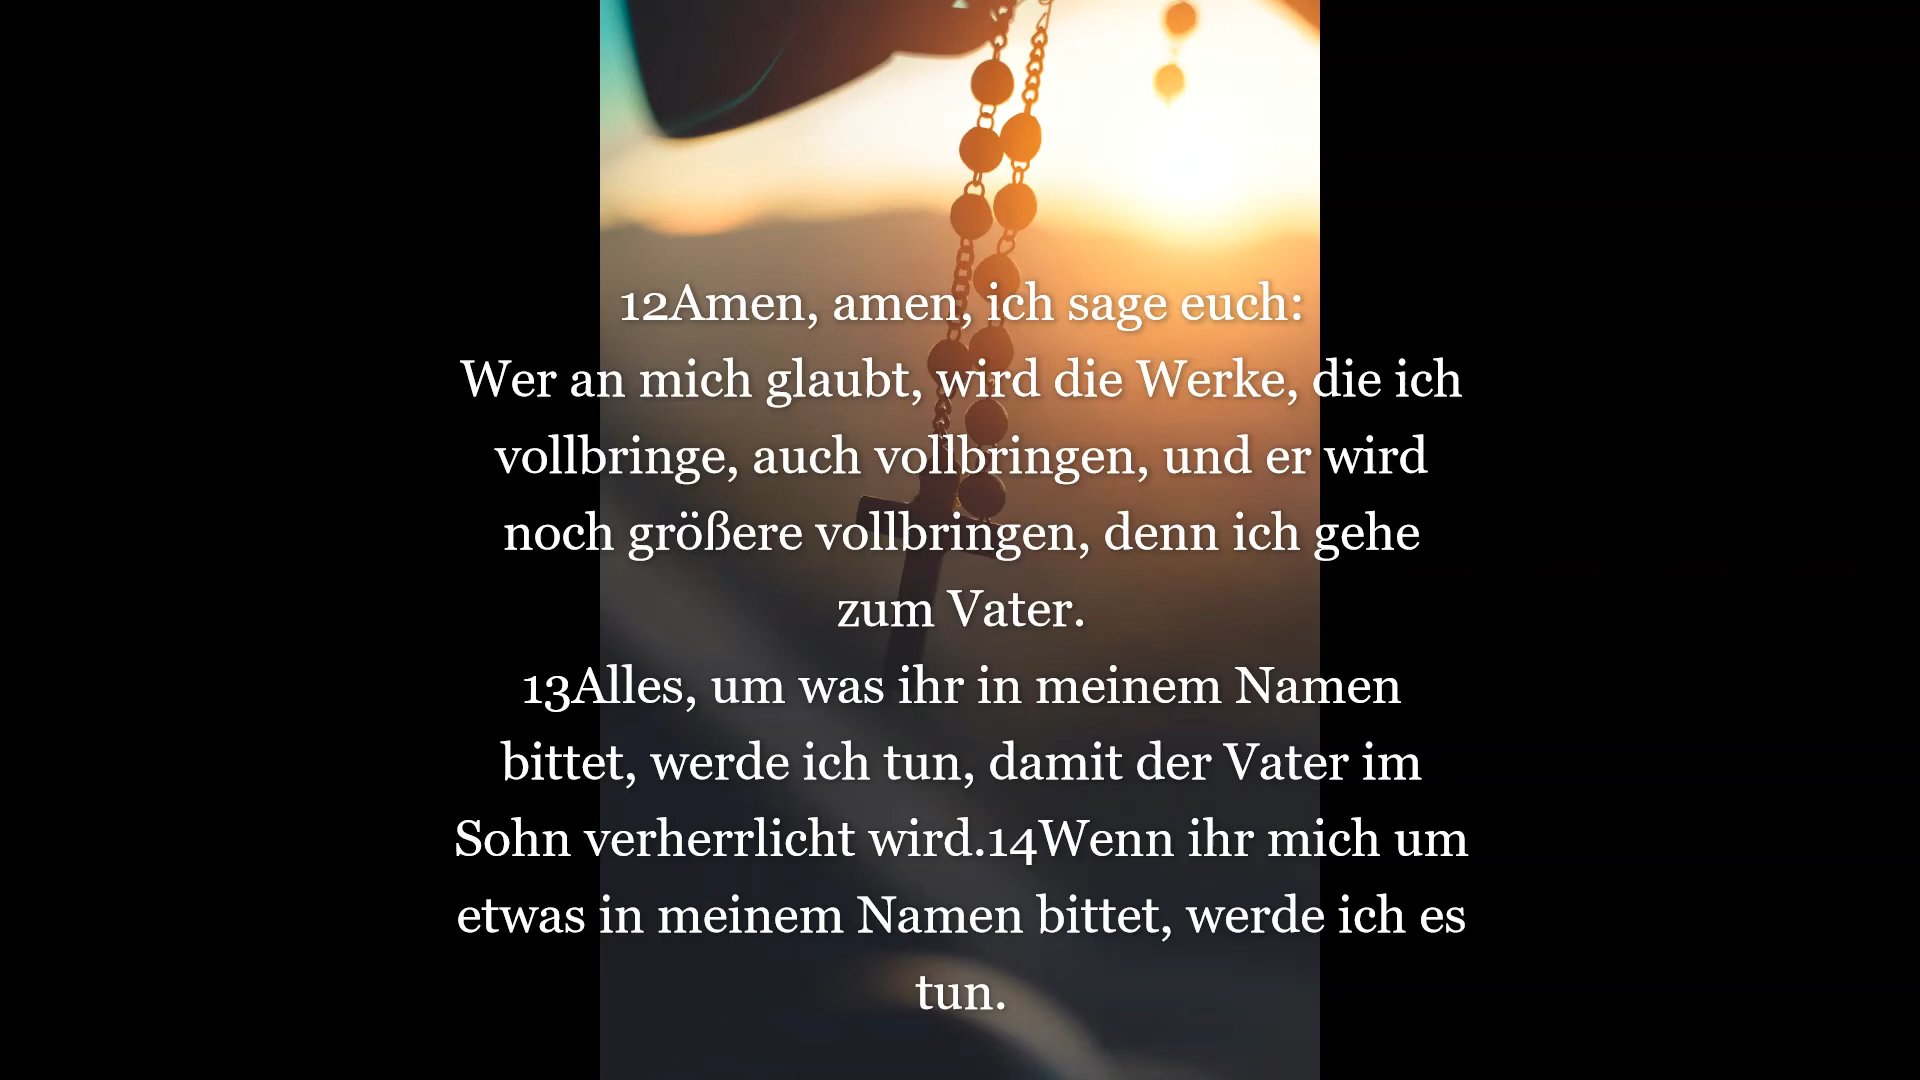 12Amen, amen, ich sage euch:
Wer an mich glaubt, wird die Werke, die ich
vollbringe, auch vollbringen, und er wird
noch größere vollbringen, denn ich gehe
zum Vater.
13Alles, um was ihr in meinem Namen
bittet, werde ich tun, damit der Vater im
Sohn verherrlicht wird.14Wenn ihr mich um
etwas in meinem Namen bittet, werde ich es
tun.